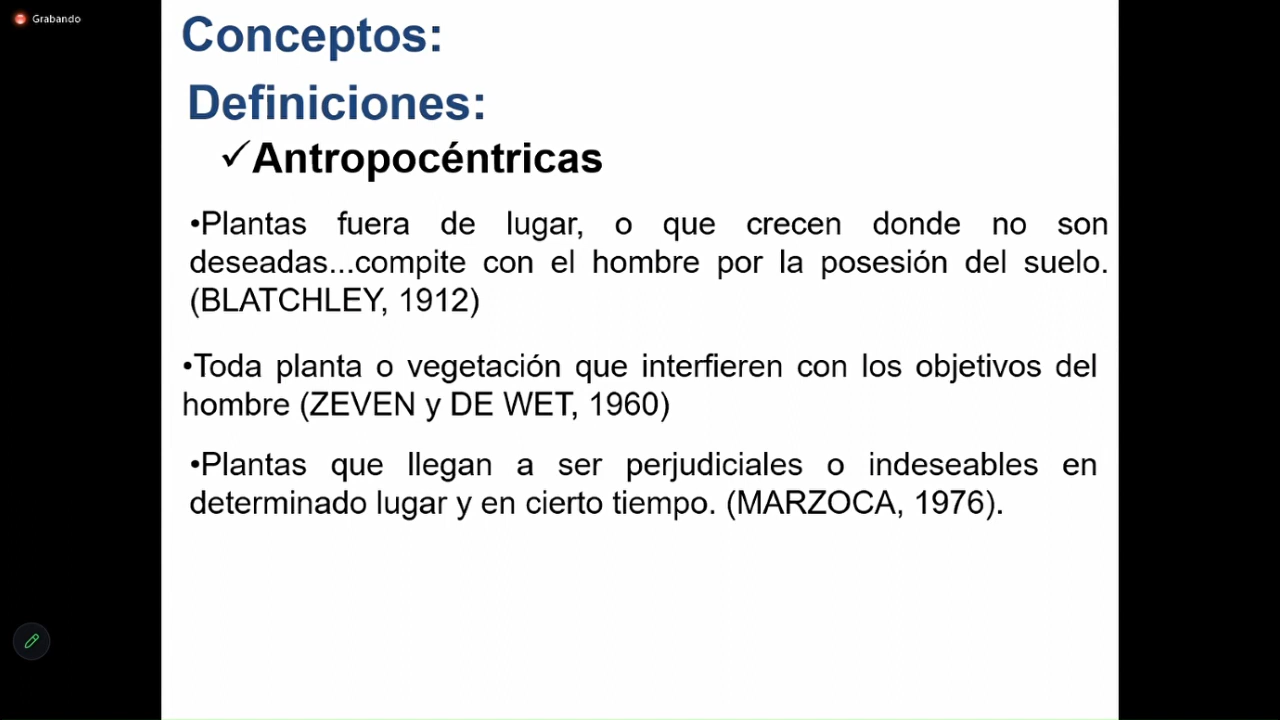 Grabando
Conceptos:
Definiciones:
✓Antropocéntricas
•Plantas fuera de lugar, o que crecen donde no son
deseadas...compite con el hombre por la posesión del suelo.
(BLATCHLEY, 1912)
•Toda planta o vegetación que interfieren con los objetivos del
hombre (ZEVEN y DE WET, 1960)
•Plantas que llegan a ser perjudiciales o indeseables en
determinado lugar y en cierto tiempo. (MARZOCA, 1976).